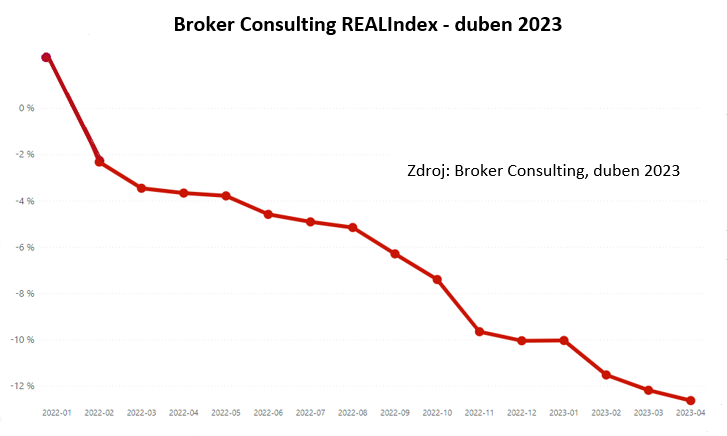 Broker Consulting REALIndex - duben 2023
0 %
Zdroj: Broker Consulting, duben 2023
-2 %
-4 %
-6 %
-8 %
-10 %
-12 %
2022-01 2022-02 2022-03 2022-04 2022-05 2022-06 2022-07 2022-08 2022-09 2022-10 2022-11 2022-12 2023-01 2023-02 2023-03 2023-04